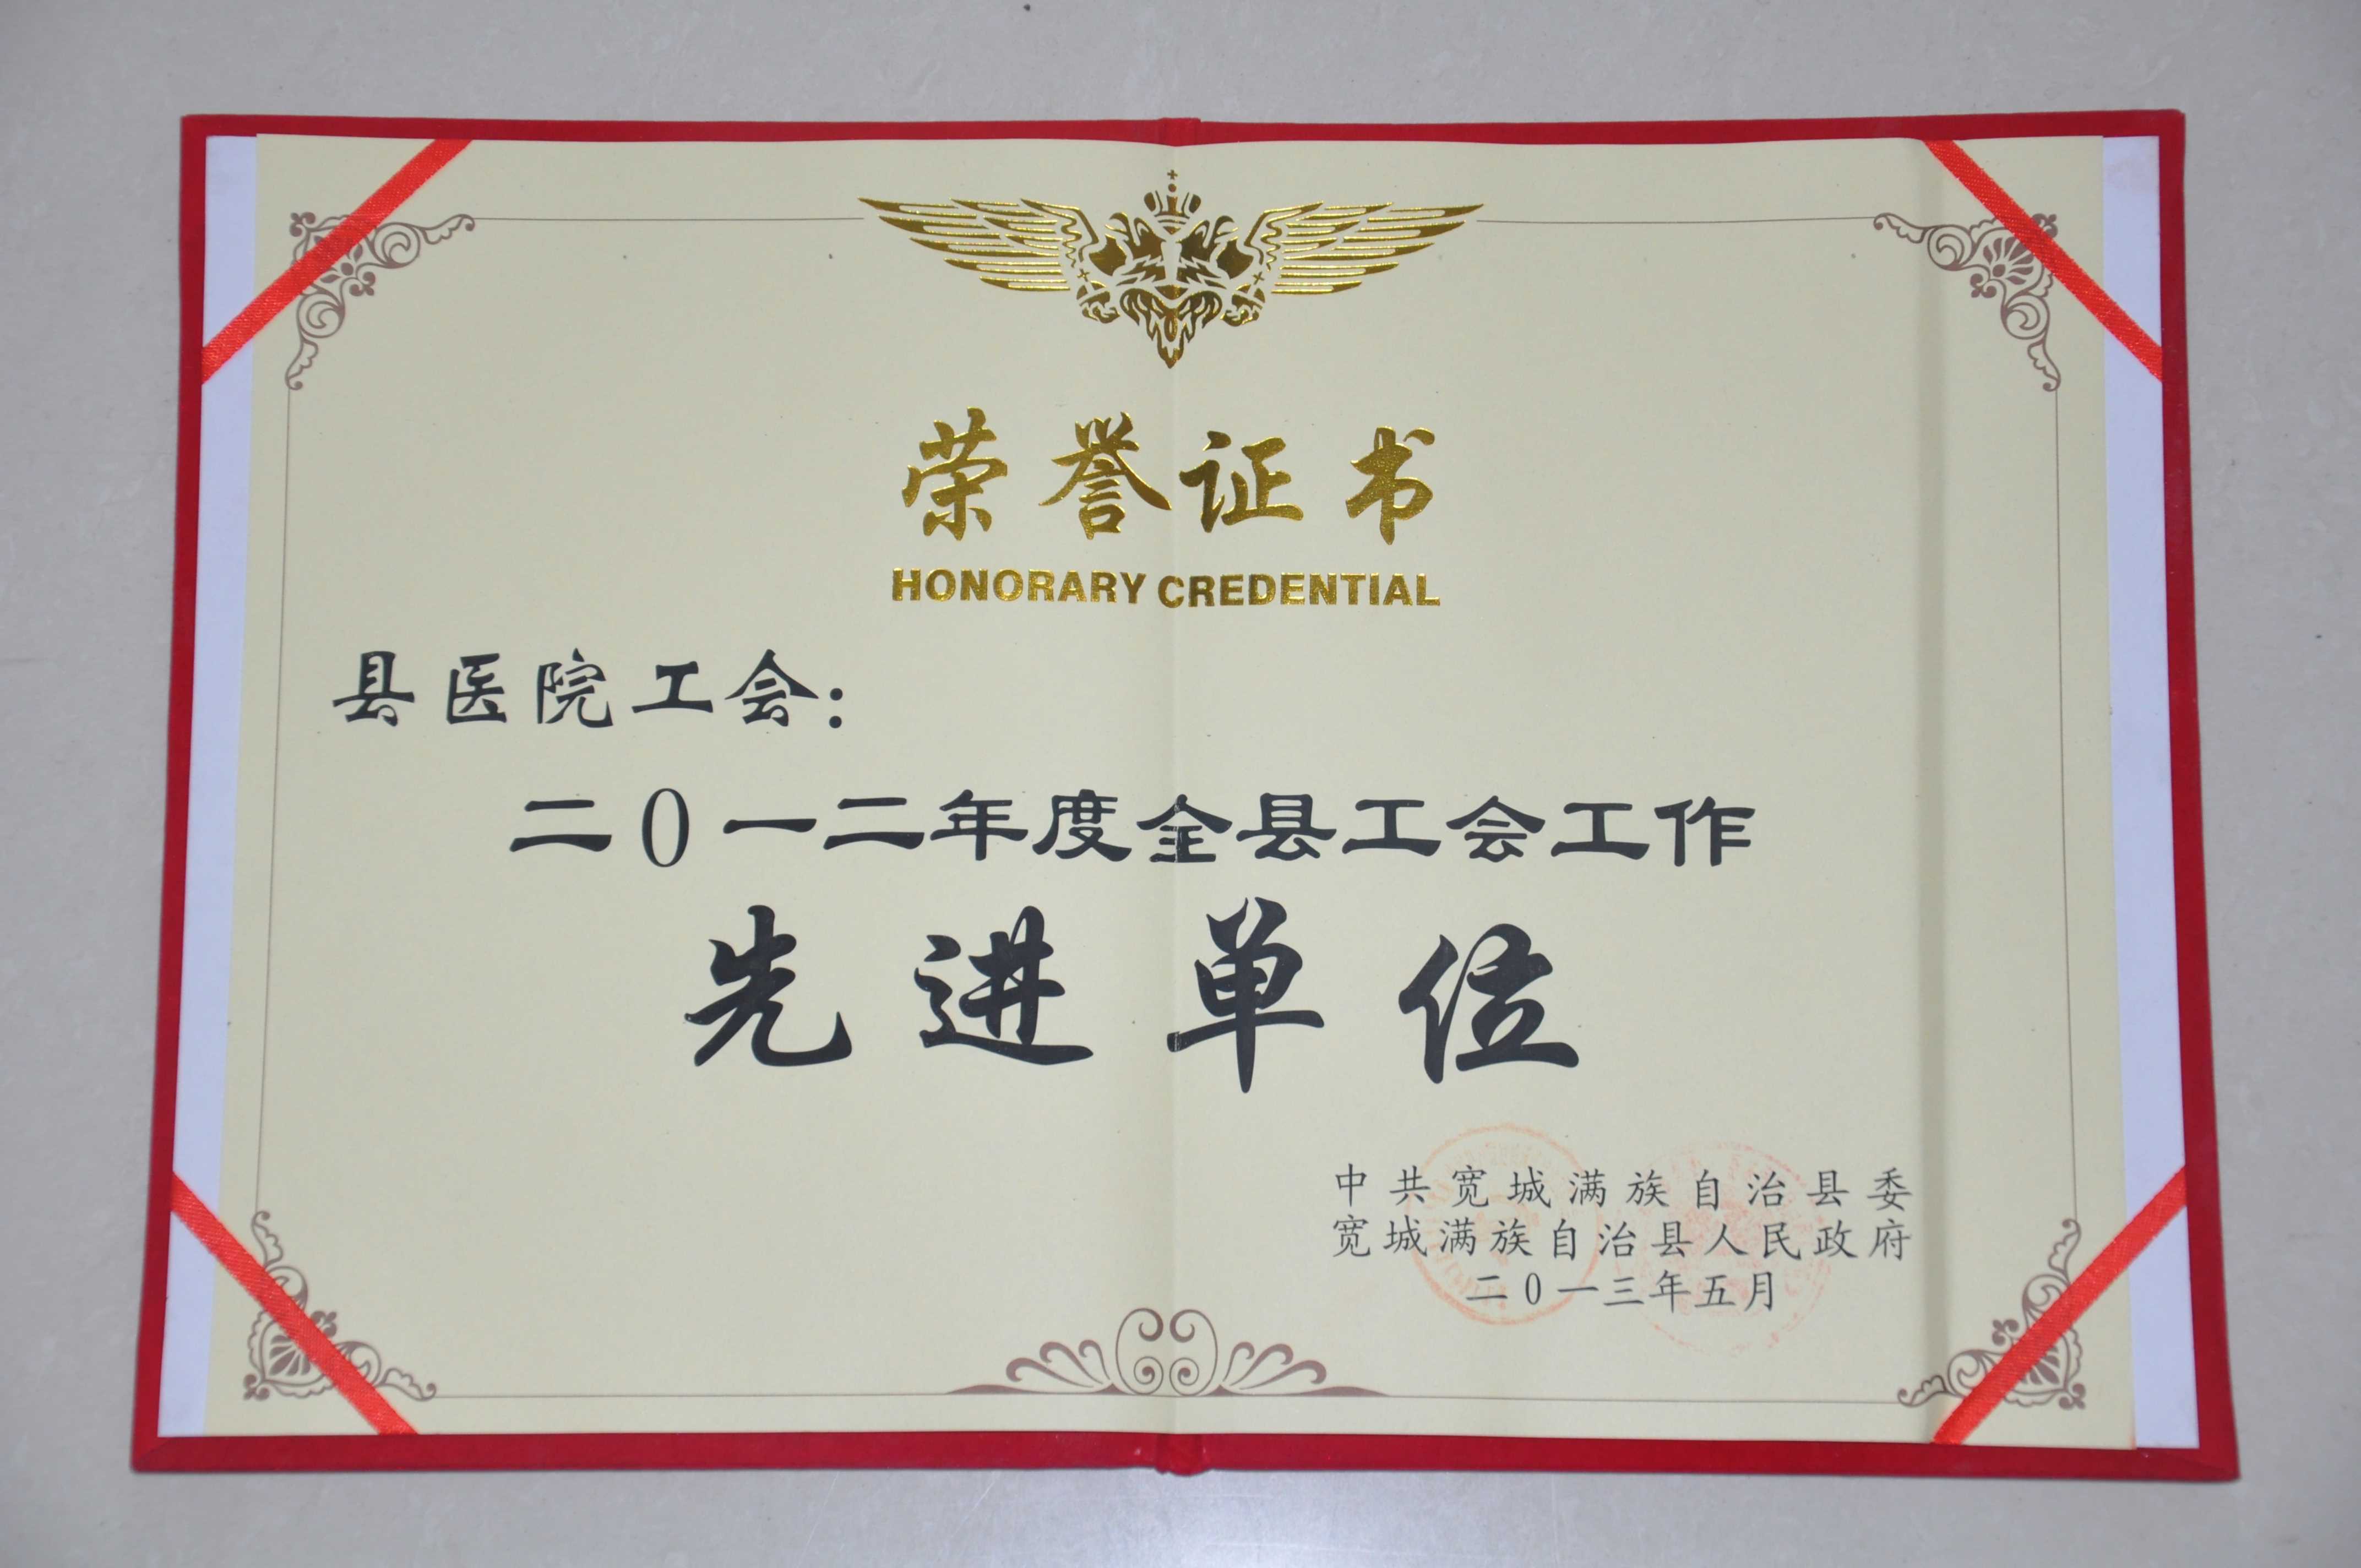 荣誉证书
HONORARY CREDENTIAL
县医院工会：
二0一二年度全县工会工作
先进单位
中共宽城满族自治县委
宽城满族自治县人民政府
二0一三年五月